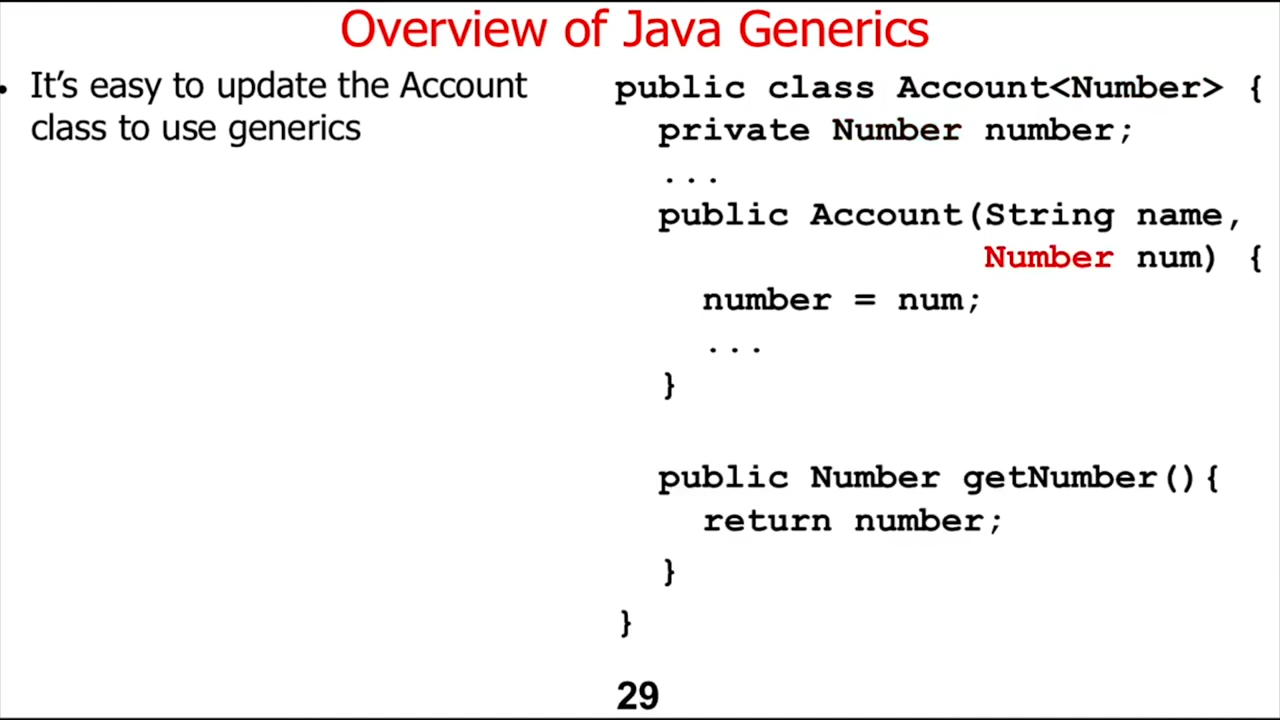 Overview of Java Generics
• It’s easy to update the Account
class to use generics
public class Account<Number> {
private Number number;
...
public Account(String name,
Number num) {
number = num;
...
}
public Number getNumber(){
return number;
}
}
29